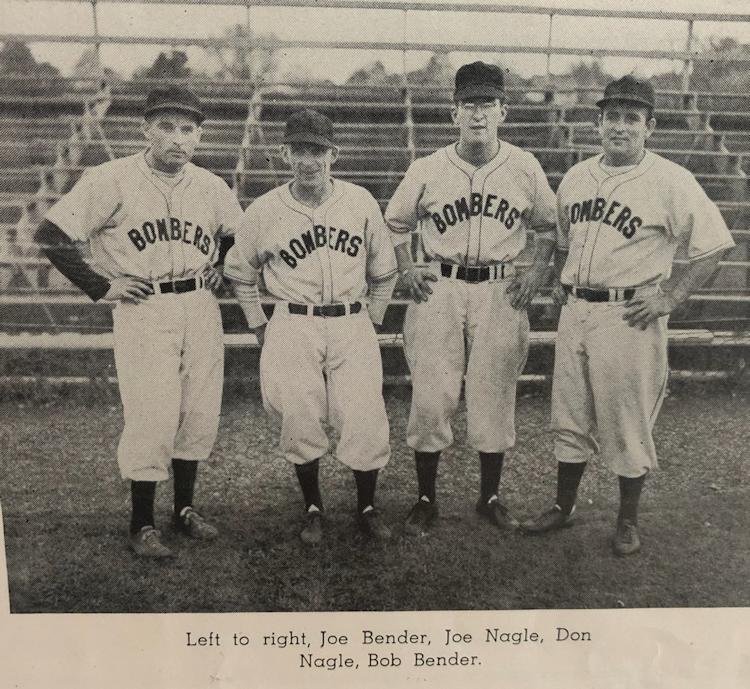 BOMBERS
BOMBERS
BOMBERS
BOMBERS
Left to right, Joe Bender, Joe Nagle, Don
Nagle, Bob Bender.